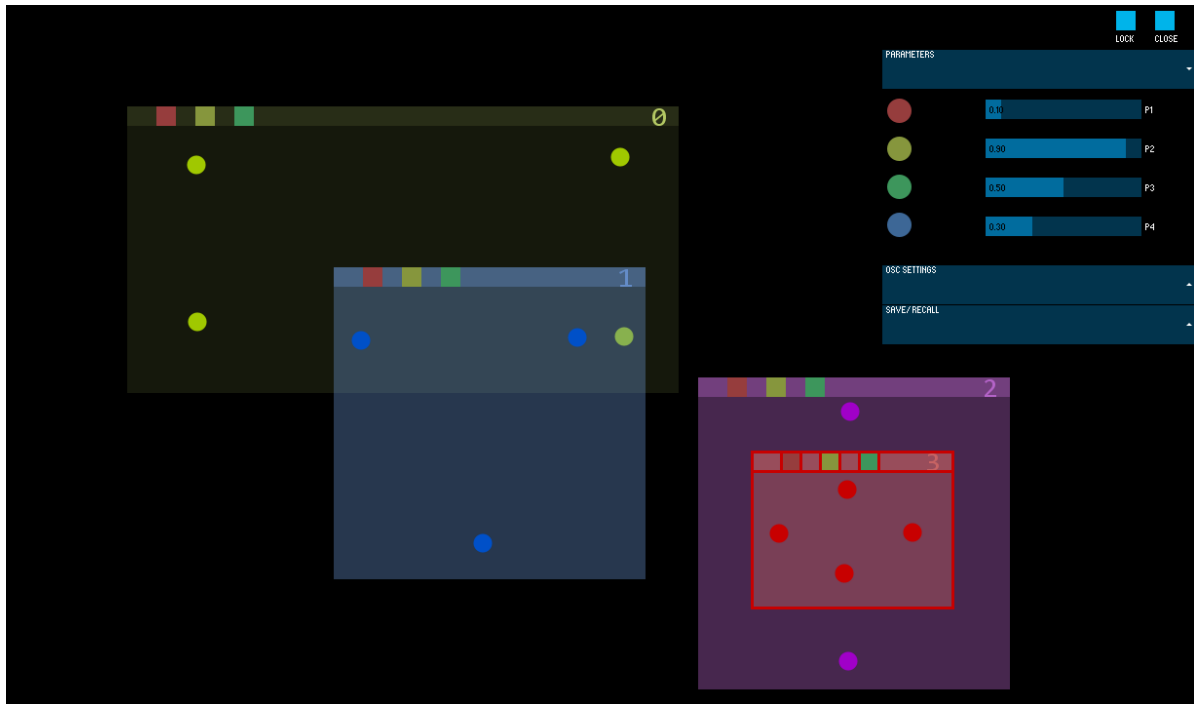 LOCK CLOSE
PARAMETERS
0.10 P1
0.90 P2
0.50 P3
0.30 P4
OSC SETTINGS
SAVE/RECALL
0
1
2
3